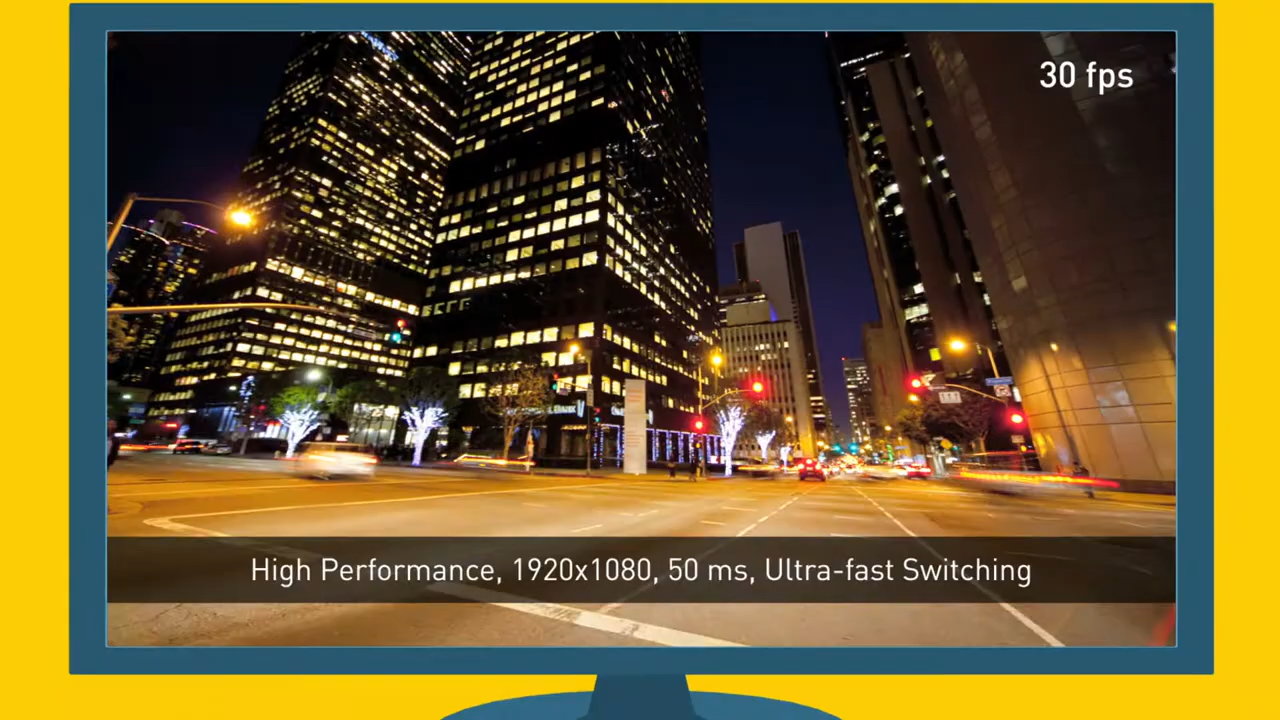 30 fps
High Performance, 1920x1080, 50 ms, Ultra-fast Switching